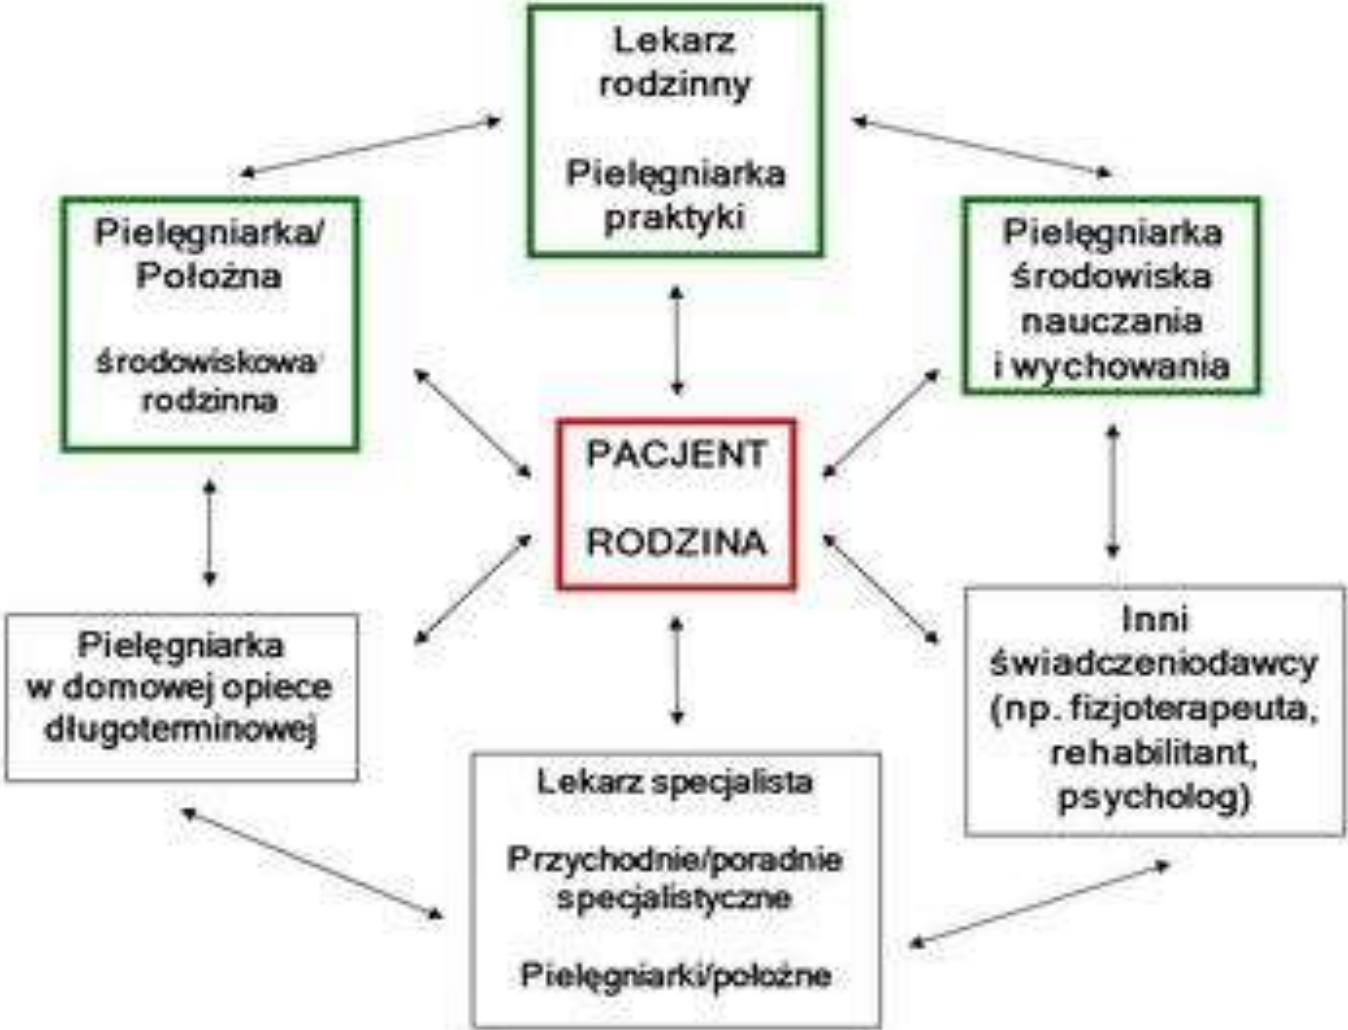 Lekarz
rodzinny
Pielęgniarka
praktyki
Pielęgniarka/
Położna
środowiskowa/
rodzinna
Pielęgniarka
środowiska
nauczania
i wychowania
PACJENT
RODZINA
Pielęgniarka
w domowej opiece
długoterminowej
Inni
świadczeniodawcy
(np. fizjoterapeuta,
rehabilitant,
psycholog)
Lekarz specjalista
Przychodnie/poradnie
specjalistyczne
Pielęgniarki/położne